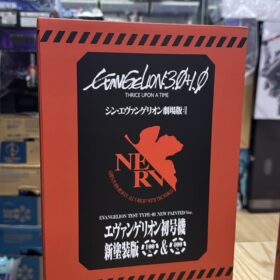 EVANGELION:3.0+1.0
THRICE UPON A TIME
シン・エヴァンゲリオン劇場版:||
NERV
EVANGELION TEST TYPE-01 NEW PAINTED Ver.
エヴァンゲリオン初号機
新塗装版
&